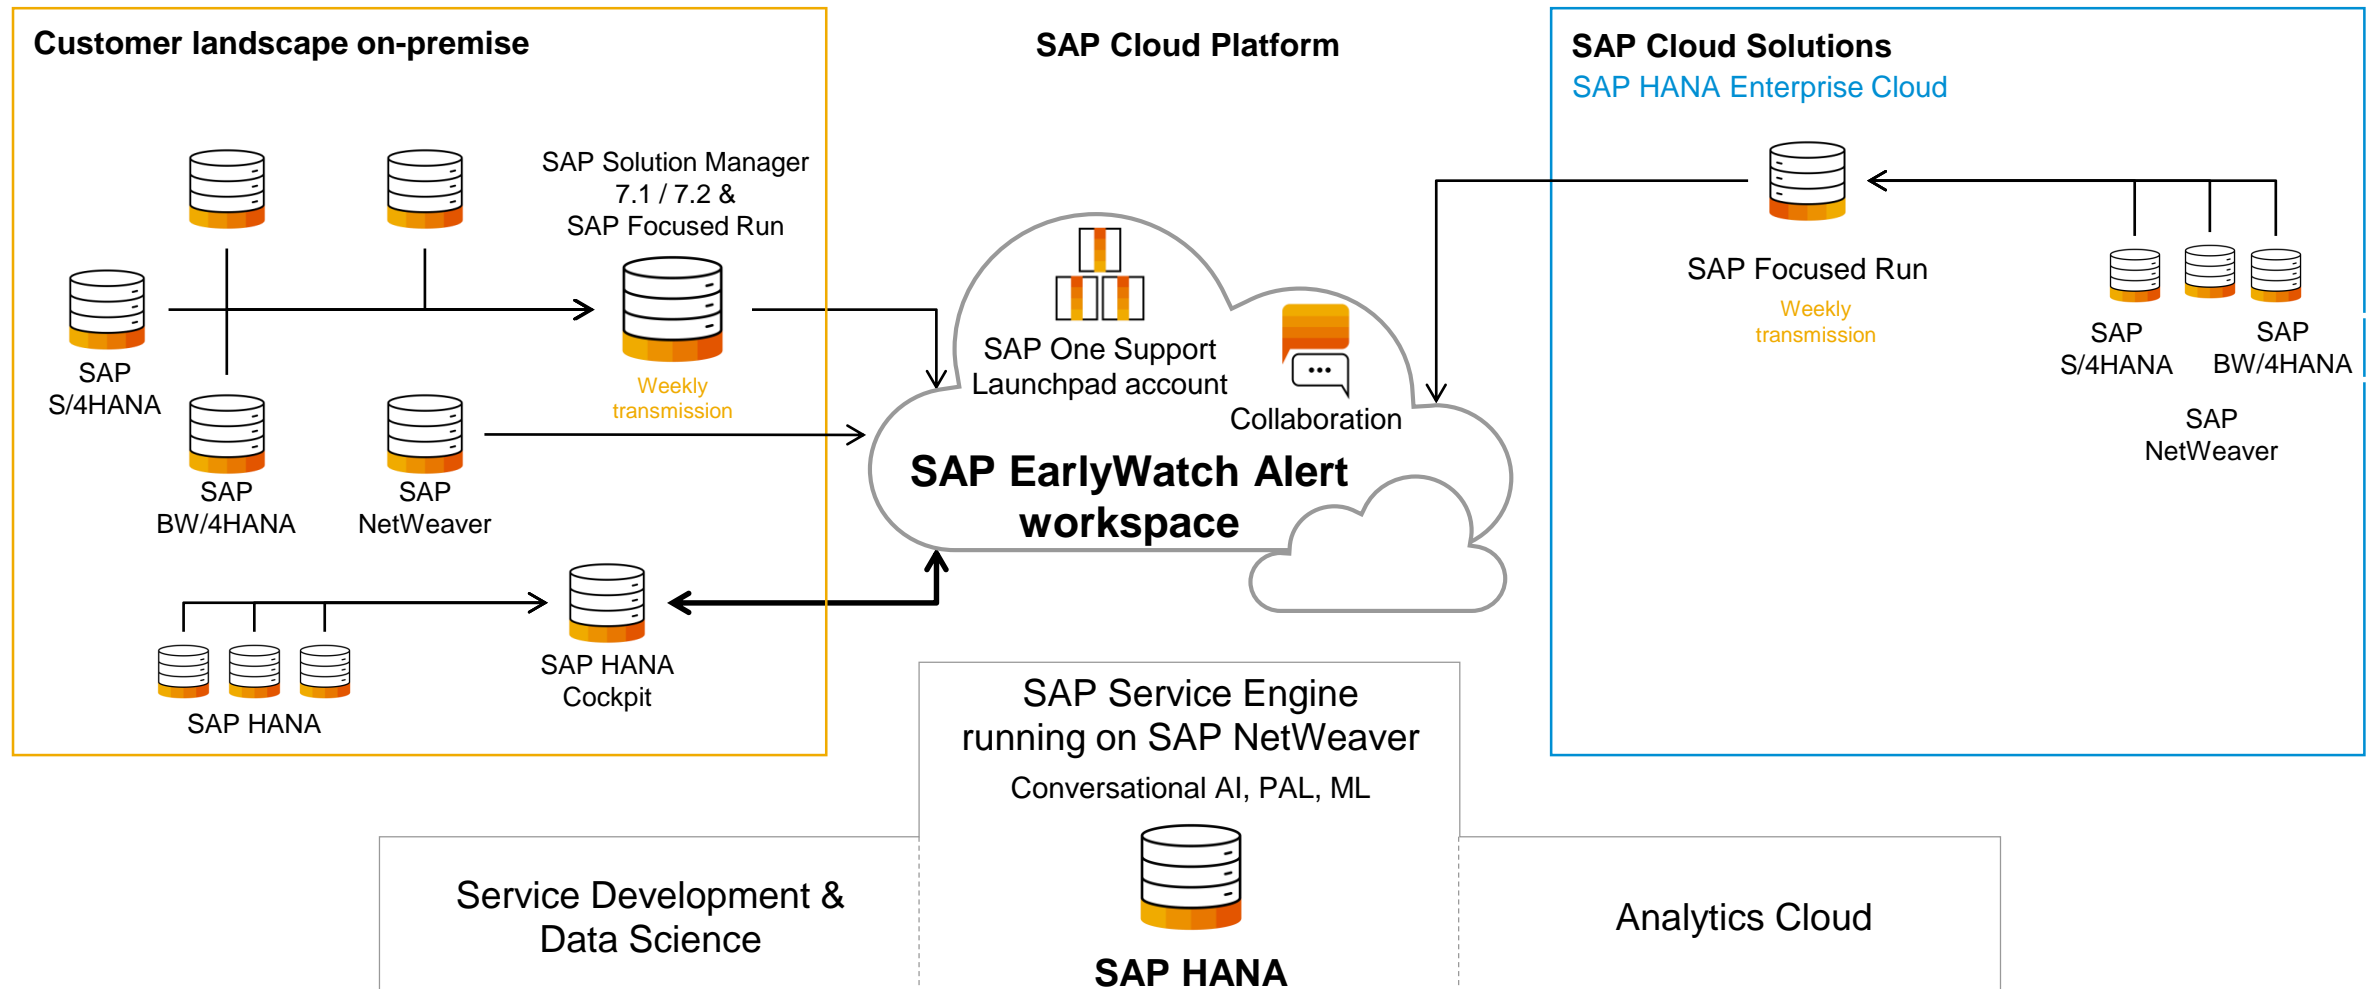 Customer landscape on-premise
SAP Solution Manager
7.1 / 7.2 &
SAP Focused Run
SAP
S/4HANA
Weekly
transmission
SAP
BW/4HANA
SAP
NetWeaver
SAP HANA
SAP HANA
Cockpit
SAP Cloud Platform
SAP One Support
Launchpad account
Collaboration
SAP EarlyWatch Alert
workspace
SAP Cloud Solutions
SAP HANA Enterprise Cloud
SAP Focused Run
Weekly
transmission
SAP
S/4HANA
SAP
BW/4HANA
SAP
NetWeaver
SAP Service Engine
running on SAP NetWeaver
Conversational AI, PAL, ML
SAP HANA
Service Development &
Data Science
Analytics Cloud